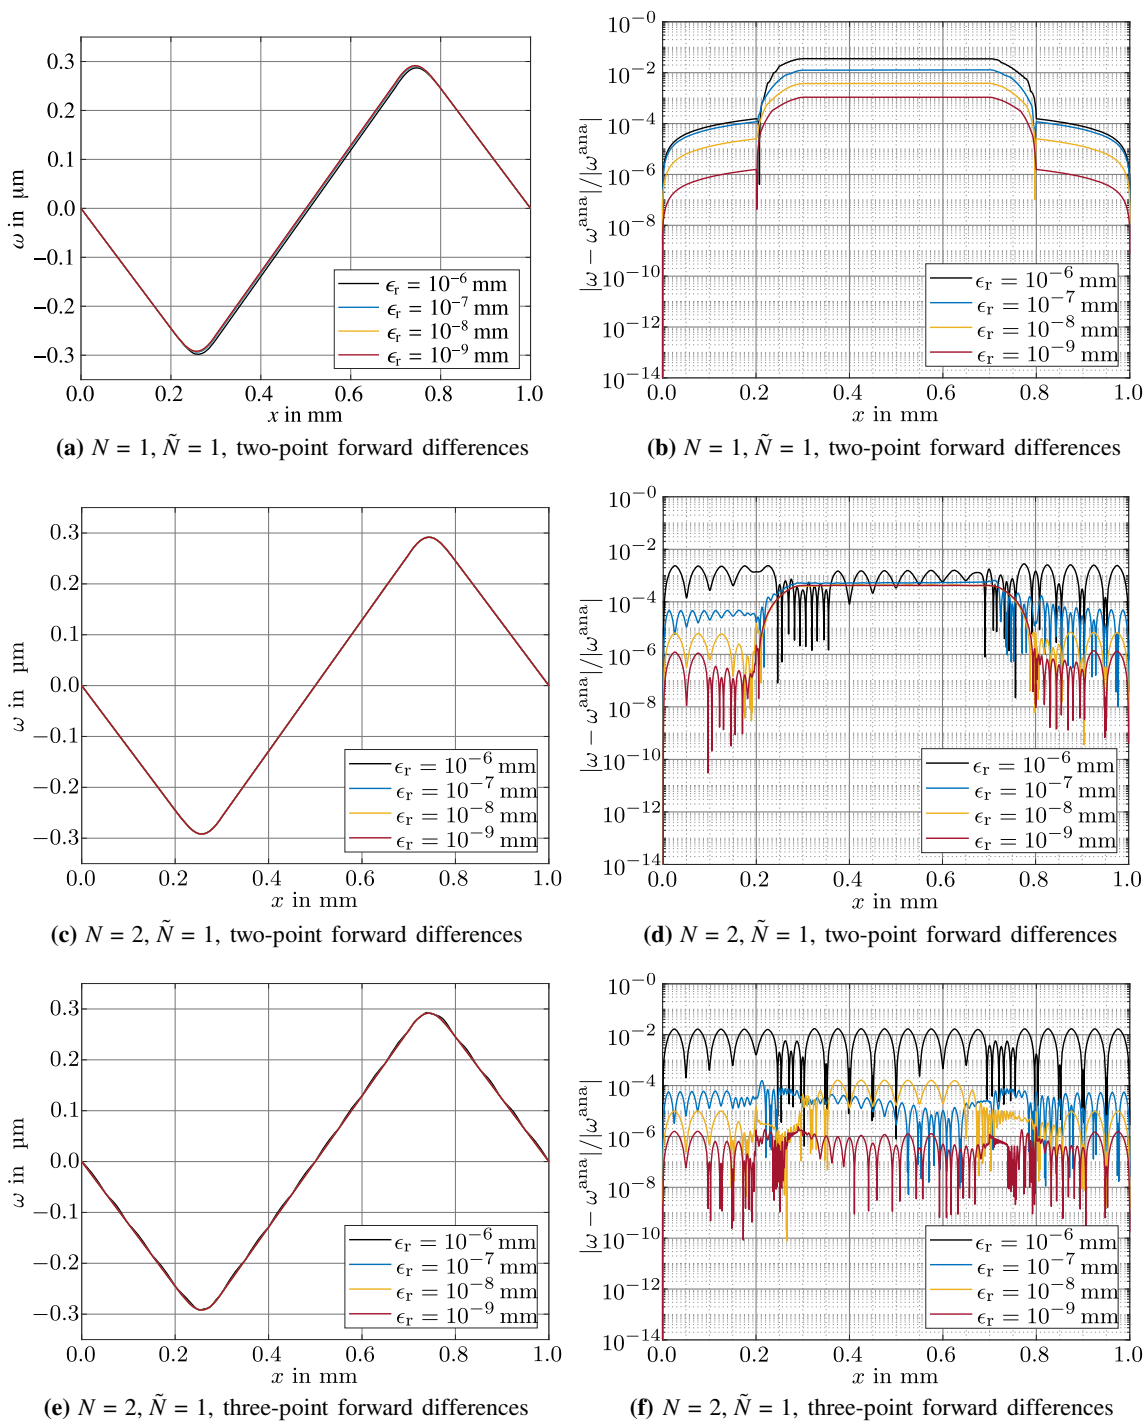 ω in μm
0.3
0.2
0.1
0.0
−0.1
−0.2
−0.3
0.0 0.2 0.4 0.6 0.8 1.0
x in mm
ϵr = 10⁻⁶ mm
ϵr = 10⁻⁷ mm
ϵr = 10⁻⁸ mm
ϵr = 10⁻⁹ mm
(a) N = 1, Ñ = 1, two-point forward differences
|ω − ω^ana|/|ω^ana|
10⁻⁰
10⁻²
10⁻⁴
10⁻⁶
10⁻⁸
10⁻¹⁰
10⁻¹²
10⁻¹⁴
0.0 0.2 0.4 0.6 0.8 1.0
x in mm
ϵr = 10⁻⁶ mm
ϵr = 10⁻⁷ mm
ϵr = 10⁻⁸ mm
ϵr = 10⁻⁹ mm
(b) N = 1, Ñ = 1, two-point forward differences
ω in μm
0.3
0.2
0.1
0.0
−0.1
−0.2
−0.3
0.0 0.2 0.4 0.6 0.8 1.0
x in mm
ϵr = 10⁻⁶ mm
ϵr = 10⁻⁷ mm
ϵr = 10⁻⁸ mm
ϵr = 10⁻⁹ mm
(c) N = 2, Ñ = 1, two-point forward differences
|ω − ω^ana|/|ω^ana|
10⁻⁰
10⁻²
10⁻⁴
10⁻⁶
10⁻⁸
10⁻¹⁰
10⁻¹²
10⁻¹⁴
0.0 0.2 0.4 0.6 0.8 1.0
x in mm
ϵr = 10⁻⁶ mm
ϵr = 10⁻⁷ mm
ϵr = 10⁻⁸ mm
ϵr = 10⁻⁹ mm
(d) N = 2, Ñ = 1, two-point forward differences
ω in μm
0.3
0.2
0.1
0.0
−0.1
−0.2
−0.3
0.0 0.2 0.4 0.6 0.8 1.0
x in mm
ϵr = 10⁻⁶ mm
ϵr = 10⁻⁷ mm
ϵr = 10⁻⁸ mm
ϵr = 10⁻⁹ mm
(e) N = 2, Ñ = 1, three-point forward differences
|ω − ω^ana|/|ω^ana|
10⁻⁰
10⁻²
10⁻⁴
10⁻⁶
10⁻⁸
10⁻¹⁰
10⁻¹²
10⁻¹⁴
0.0 0.2 0.4 0.6 0.8 1.0
x in mm
ϵr = 10⁻⁶ mm
ϵr = 10⁻⁷ mm
ϵr = 10⁻⁸ mm
ϵr = 10⁻⁹ mm
(f) N = 2, Ñ = 1, three-point forward differences